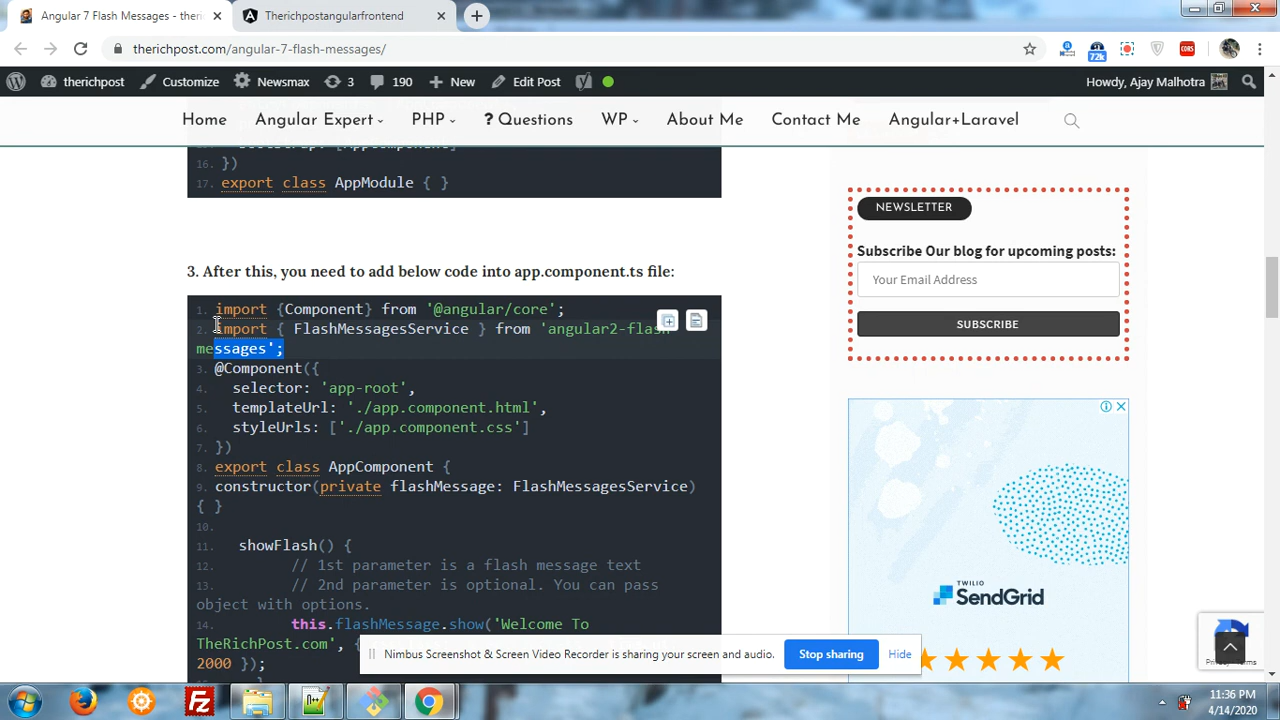 Angular 7 Flash Messages - ther
Therichpostangularfrontend
therichpost.com/angular-7-flash-messages/
72k
CORS
therichpost
Customize
Newsmax
3
190
New
Edit Post
Howdy, Ajay Malhotra
Home
Angular Expert
PHP
? Questions
WP
About Me
Contact Me
Angular+Laravel
16. })
17. export class AppModule { }
3. After this, you need to add below code into app.component.ts file:
1. import {Component} from '@angular/core';
2. import { FlashMessagesService } from 'angular2-flash
messages';
3. @Component({
4. selector: 'app-root',
5. templateUrl: './app.component.html',
6. styleUrls: ['./app.component.css']
7. })
8. export class AppComponent {
9. constructor(private flashMessage: FlashMessagesService)
{ }
10.
11. showFlash() {
12. // 1st parameter is a flash message text
13. // 2nd parameter is optional. You can pass
object with options.
14. this.flashMessage.show('Welcome To
TheRichPost.com', {
2000 });
NEWSLETTER
Subscribe Our blog for upcoming posts:
Your Email Address
SUBSCRIBE
TWILIO
SendGrid
Nimbus Screenshot & Screen Video Recorder is sharing your screen and audio.
Stop sharing
Hide
11:36 PM
4/14/2020